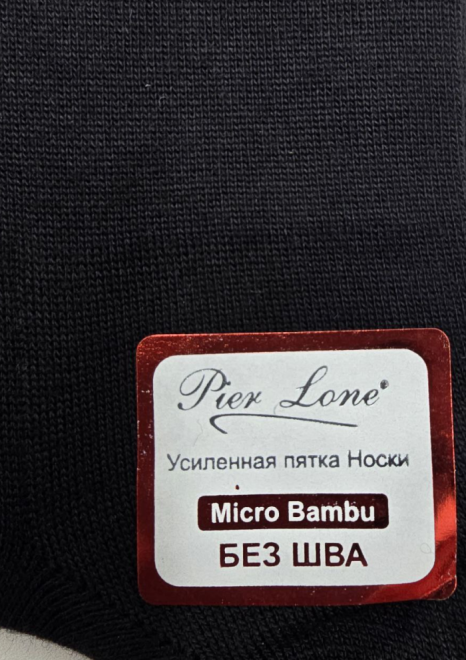 Pier Lone®
Усиленная пятка Носки
Micro Bambu
БЕЗ ШВА